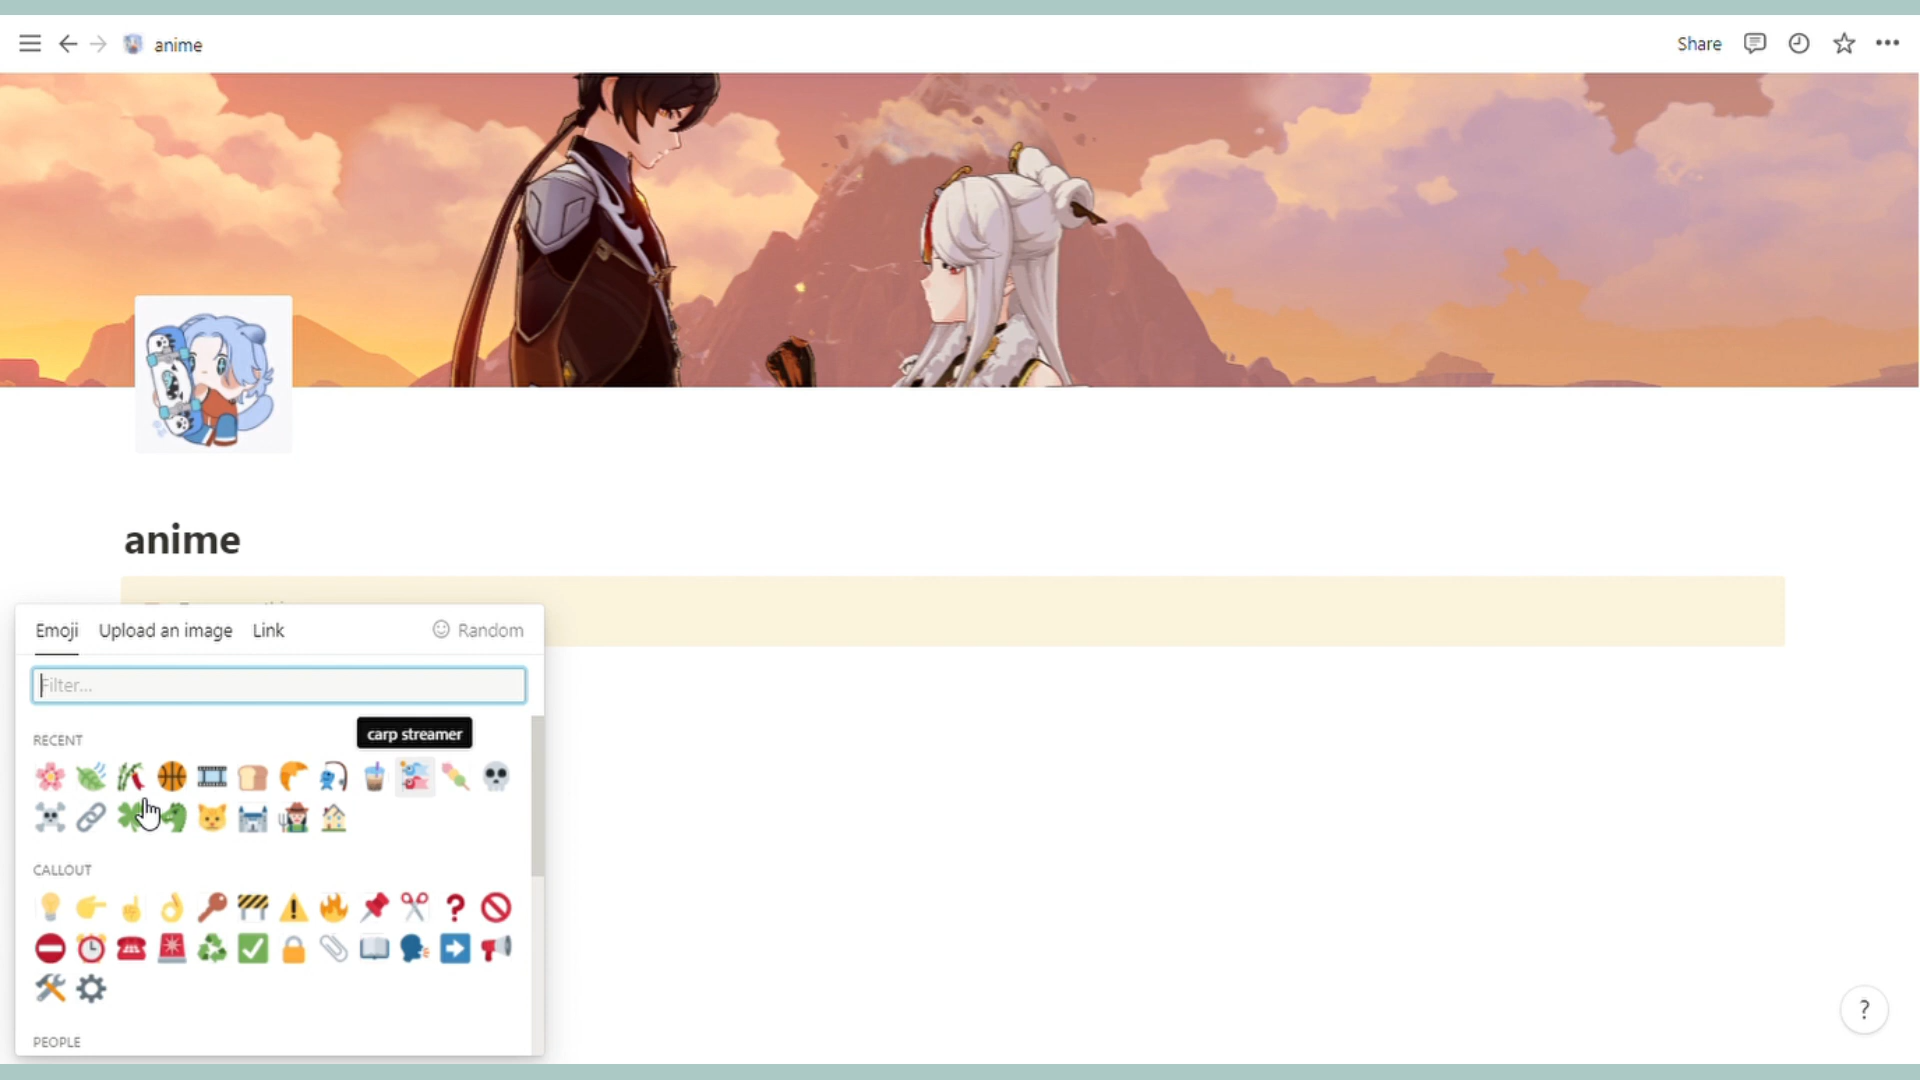 anime
Share
anime
Emoji Upload an image Link Random
Filter...
carp streamer
RECENT
CALLOUT
PEOPLE
?